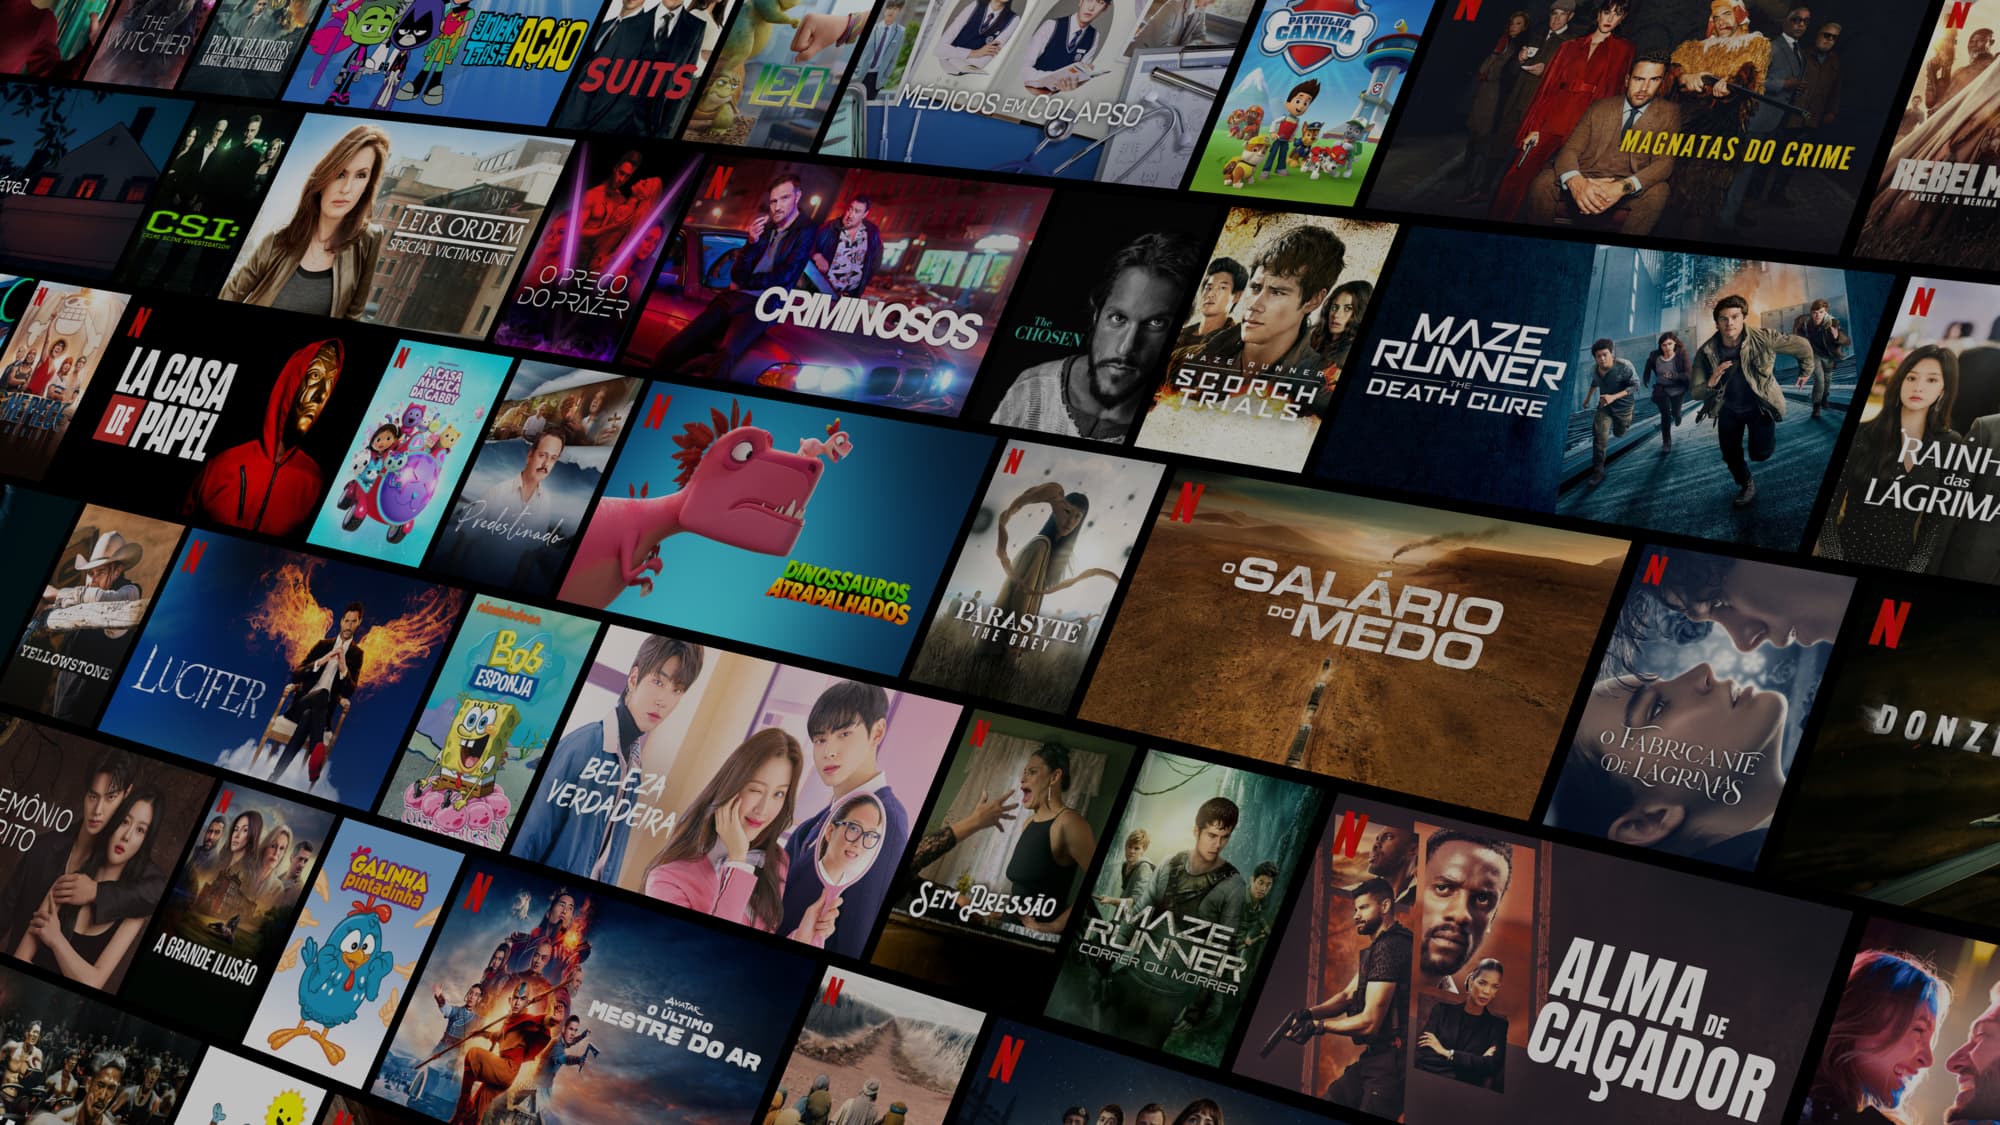 THE
WITCHER
PEAKY BLINDERS
SANGUE, APOSTAS E NAVALHAS
OS JOVENS
TITÃS EM
AÇÃO
SUITS
LEO
MÉDICOS EM COLAPSO
PATRULHA
CANINA
N
MAGNATAS DO CRIME
N
REBEL M
PARTE 1: A MENINA
ável
CSI:
CRIME SCENE INVESTIGATION
LEI & ORDEM
SPECIAL VICTIMS UNIT
O PREÇO
DO PRAZER
N
CRIMINOSOS
The
CHOSEN
MAZE RUNNER
SCORCH
TRIALS
MAZE
RUNNER
THE
DEATH CURE
N
RAINH
das
LÁGRIMA
N
N
LA CASA
DE PAPEL
N
A CASA
MÁGICA
DA GABBY
Predestinado
N
DINOSSAUROS
ATRAPALHADOS
N
PARASYTE
THE GREY
N
O SALÁRIO
DO MEDO
N
O FABRICANTE
DE LÁGRIMAS
N
DONZ
YELLOWSTONE
N
LUCIFER
nickelodeon
BOB
ESPONJA
BELEZA
VERDADEIRA
N
SEM PRESSÃO
MAZE
RUNNER
CORRER OU MORRER
N
ALMA DE
CAÇADOR
EMÔNIO
RITO
N
A GRANDE ILUSÃO
GALINHA
Pintadinha
N
AVATAR
O ÚLTIMO
MESTRE DO AR
N
N
N